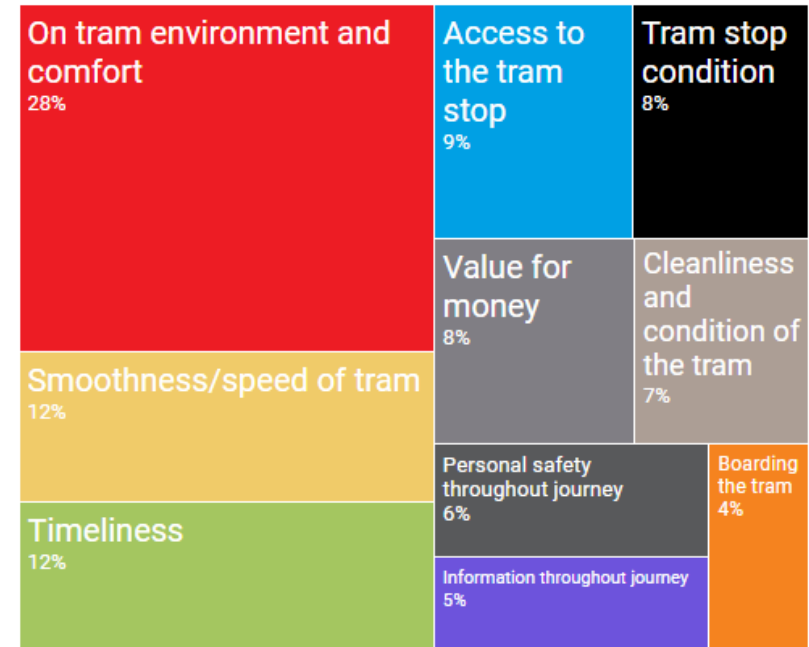 On tram environment and
comfort
28%
Smoothness/speed of tram
12%
Timeliness
12%
Access to
the tram
stop
9%
Tram stop
condition
8%
Value for
money
8%
Cleanliness
and
condition of
the tram
7%
Personal safety
throughout journey
6%
Information throughout journey
5%
Boarding
the tram
4%